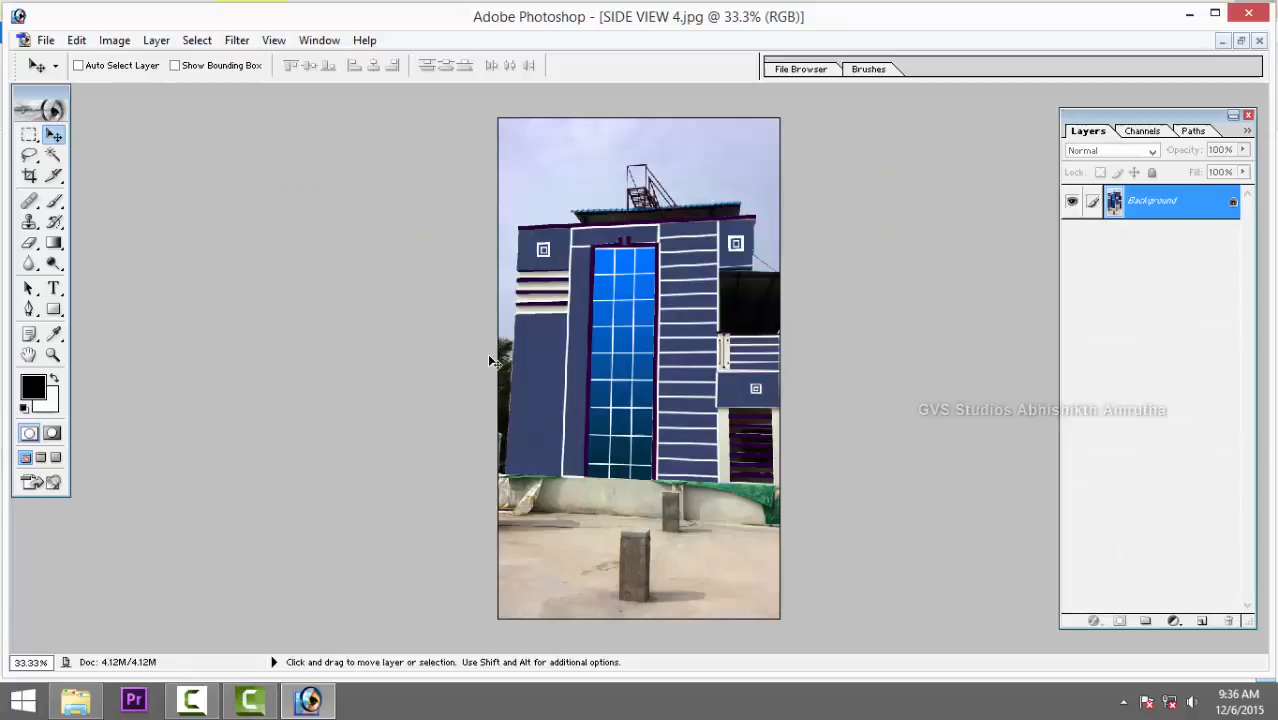 Adobe Photoshop - [SIDE VIEW 4.jpg @ 33.3% (RGB)]
File Edit Image Layer Select Filter View Window Help
Auto Select Layer Show Bounding Box File Browser Brushes
Layers Channels Paths
Normal Opacity: 100%
Lock: Fill: 100%
Background
GVS Studios Abhishikth Amrutha
33.33% Doc: 4.12M/4.12M Click and drag to move layer or selection. Use Shift and Alt for additional options.
Pr
9:36 AM
12/6/2015